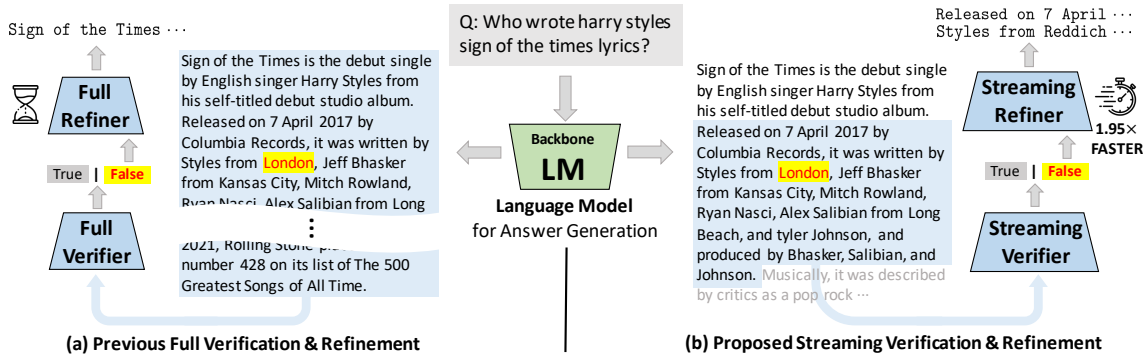 Sign of the Times ···
Full
Refiner
True | False
Full
Verifier
Sign of the Times is the debut single
by English singer Harry Styles from
his self-titled debut studio album.
Released on 7 April 2017 by
Columbia Records, it was written by
Styles from London, Jeff Bhasker
from Kansas City, Mitch Rowland,
Ryan Nasci, Alex Salibian from Long
⋮
2021, Rolling Stone
number 428 on its list of The 500
Greatest Songs of All Time.
(a) Previous Full Verification & Refinement
Q: Who wrote harry styles
sign of the times lyrics?
Backbone
LM
Language Model
for Answer Generation
Sign of the Times is the debut single
by English singer Harry Styles from
his self-titled debut studio album.
Released on 7 April 2017 by
Columbia Records, it was written by
Styles from London, Jeff Bhasker
from Kansas City, Mitch Rowland,
Ryan Nasci, Alex Salibian from Long
Beach, and tyler Johnson, and
produced by Bhasker, Salibian, and
Johnson. Musically, it was described
by critics as a pop rock ···
Released on 7 April ···
Styles from Reddich ···
Streaming
Refiner
1.95×
FASTER
True | False
Streaming
Verifier
(b) Proposed Streaming Verification & Refinement